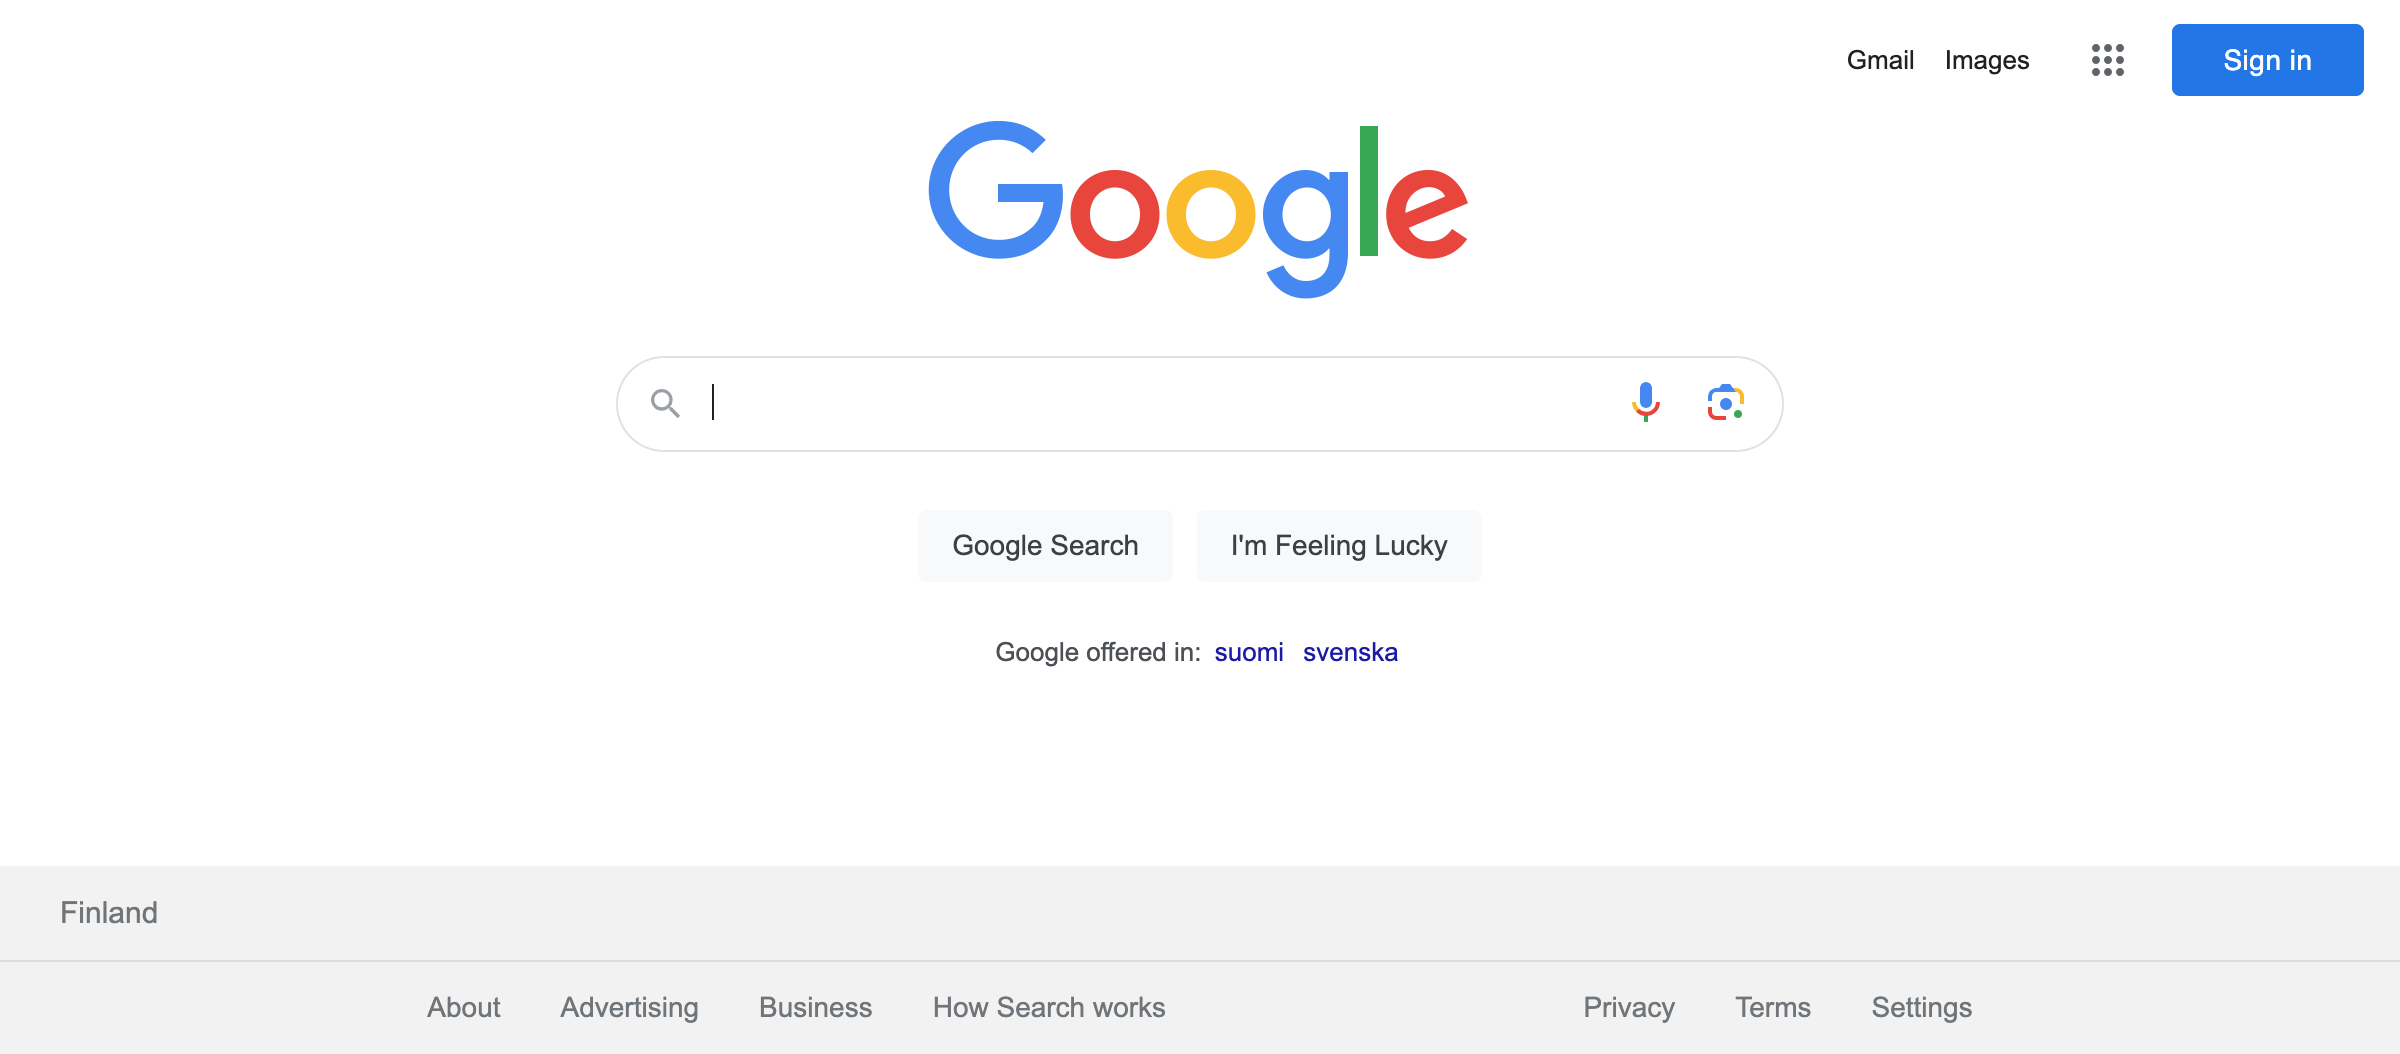 Gmail Images Sign in
Google
Google Search I'm Feeling Lucky
Google offered in: suomi svenska
Finland
About Advertising Business How Search works Privacy Terms Settings